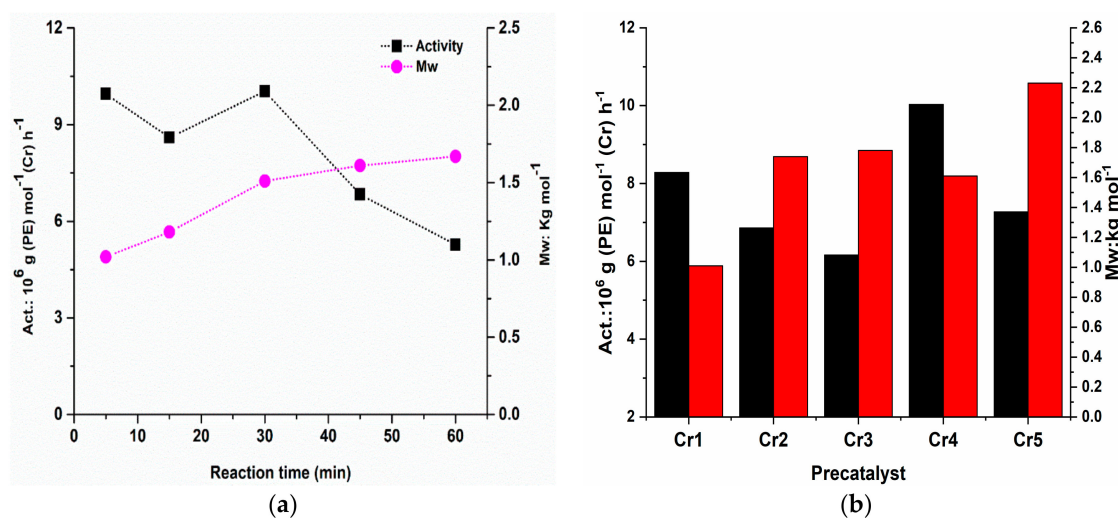 12
9
6
3
0
Act.: 10⁶ g (PE) mol⁻¹ (Cr) h⁻¹
Activity
Mw
2.5
2.0
1.5
1.0
0.5
0.0
Mw: Kg mol⁻¹
0 10 20 30 40 50 60
Reaction time (min)
(a)
12
10
8
6
4
2
Act.:10⁶ g (PE) mol⁻¹ (Cr) h⁻¹
2.6
2.4
2.2
2.0
1.8
1.6
1.4
1.2
1.0
0.8
0.6
0.4
0.2
0.0
Mw:kg mol⁻¹
Cr1 Cr2 Cr3 Cr4 Cr5
Precatalyst
(b)